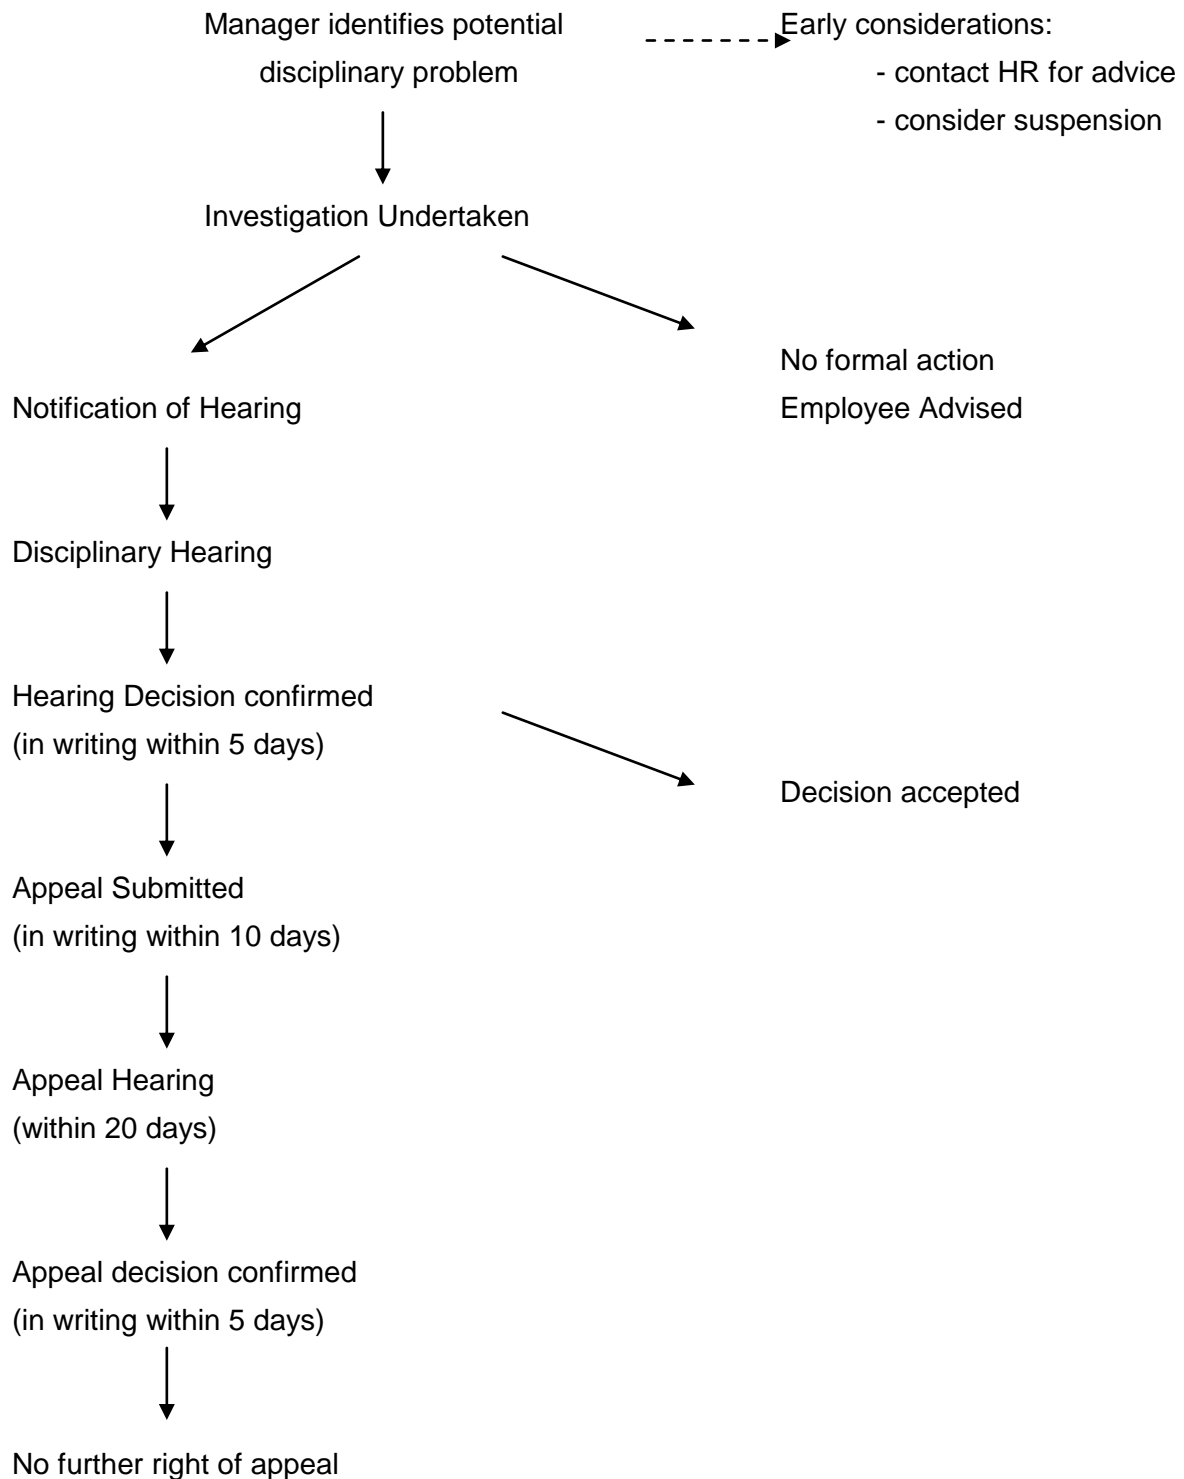 Manager identifies potential
disciplinary problem
Early considerations:
- contact HR for advice
- consider suspension
Investigation Undertaken
No formal action
Employee Advised
Notification of Hearing
Disciplinary Hearing
Hearing Decision confirmed
(in writing within 5 days)
Decision accepted
Appeal Submitted
(in writing within 10 days)
Appeal Hearing
(within 20 days)
Appeal decision confirmed
(in writing within 5 days)
No further right of appeal